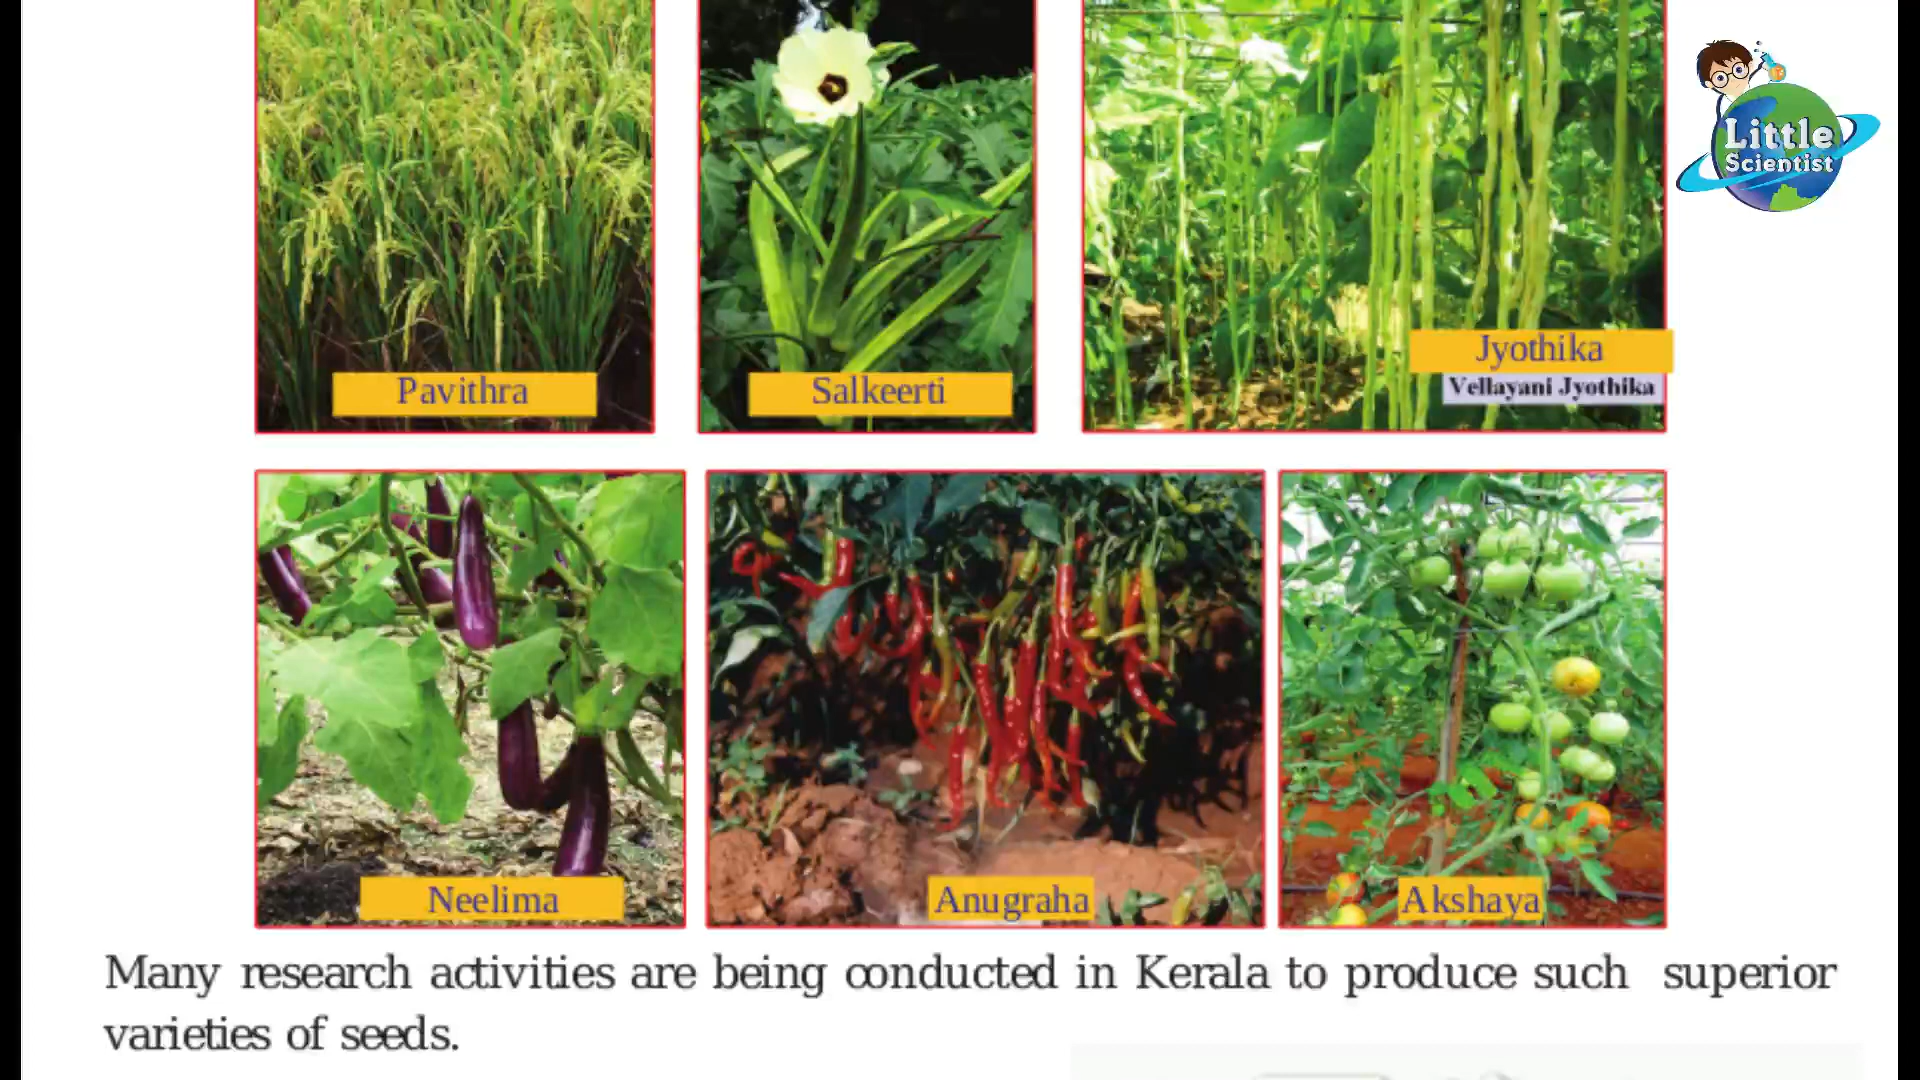 Little
Scientist
Pavithra
Salkeerti
Jyothika
Vellayani Jyothika
Neelima
Anugraha
Akshaya
Many research activities are being conducted in Kerala to produce such superior
varieties of seeds.